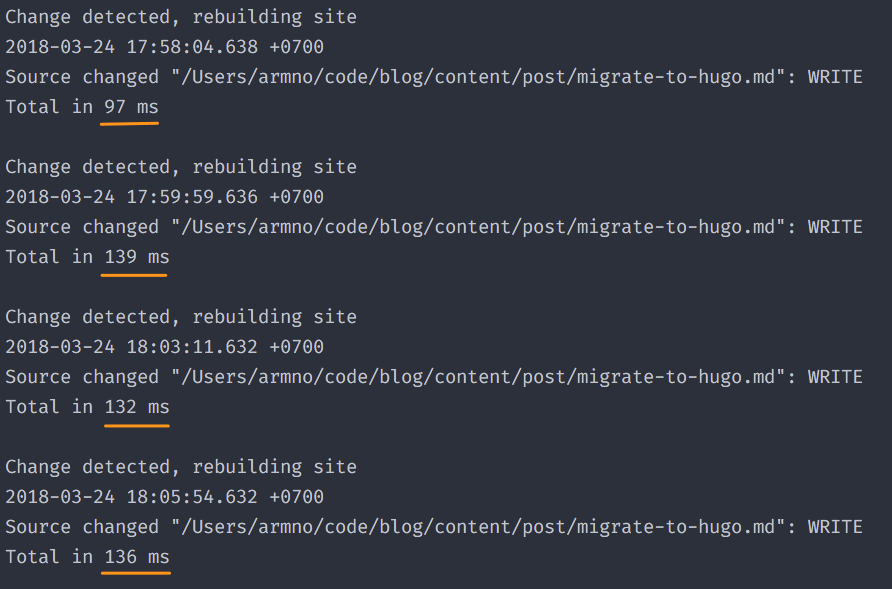 Change detected, rebuilding site
2018-03-24 17:58:04.638 +0700
Source changed "/Users/armno/code/blog/content/post/migrate-to-hugo.md": WRITE
Total in 97 ms
Change detected, rebuilding site
2018-03-24 17:59:59.636 +0700
Source changed "/Users/armno/code/blog/content/post/migrate-to-hugo.md": WRITE
Total in 139 ms
Change detected, rebuilding site
2018-03-24 18:03:11.632 +0700
Source changed "/Users/armno/code/blog/content/post/migrate-to-hugo.md": WRITE
Total in 132 ms
Change detected, rebuilding site
2018-03-24 18:05:54.632 +0700
Source changed "/Users/armno/code/blog/content/post/migrate-to-hugo.md": WRITE
Total in 136 ms